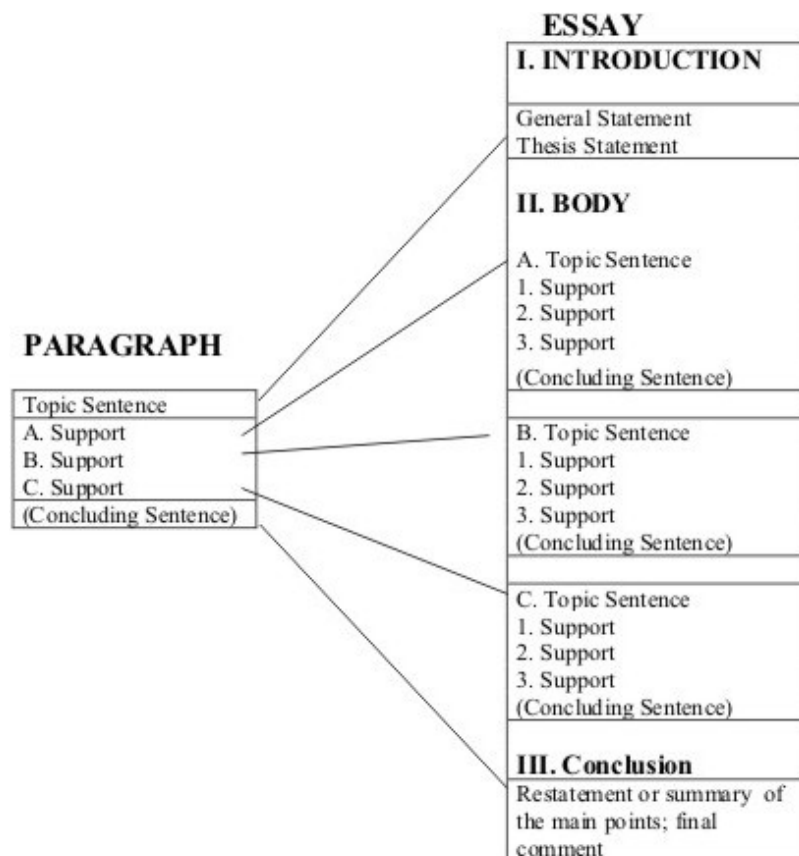 ESSAY
I. INTRODUCTION
General Statement
Thesis Statement
II. BODY
A. Topic Sentence
1. Support
2. Support
3. Support
(Concluding Sentence)
PARAGRAPH
Topic Sentence
A. Support
B. Support
C. Support
(Concluding Sentence)
B. Topic Sentence
1. Support
2. Support
3. Support
(Concluding Sentence)
C. Topic Sentence
1. Support
2. Support
3. Support
(Concluding Sentence)
III. Conclusion
Restatement or summary of
the main points; final
comment